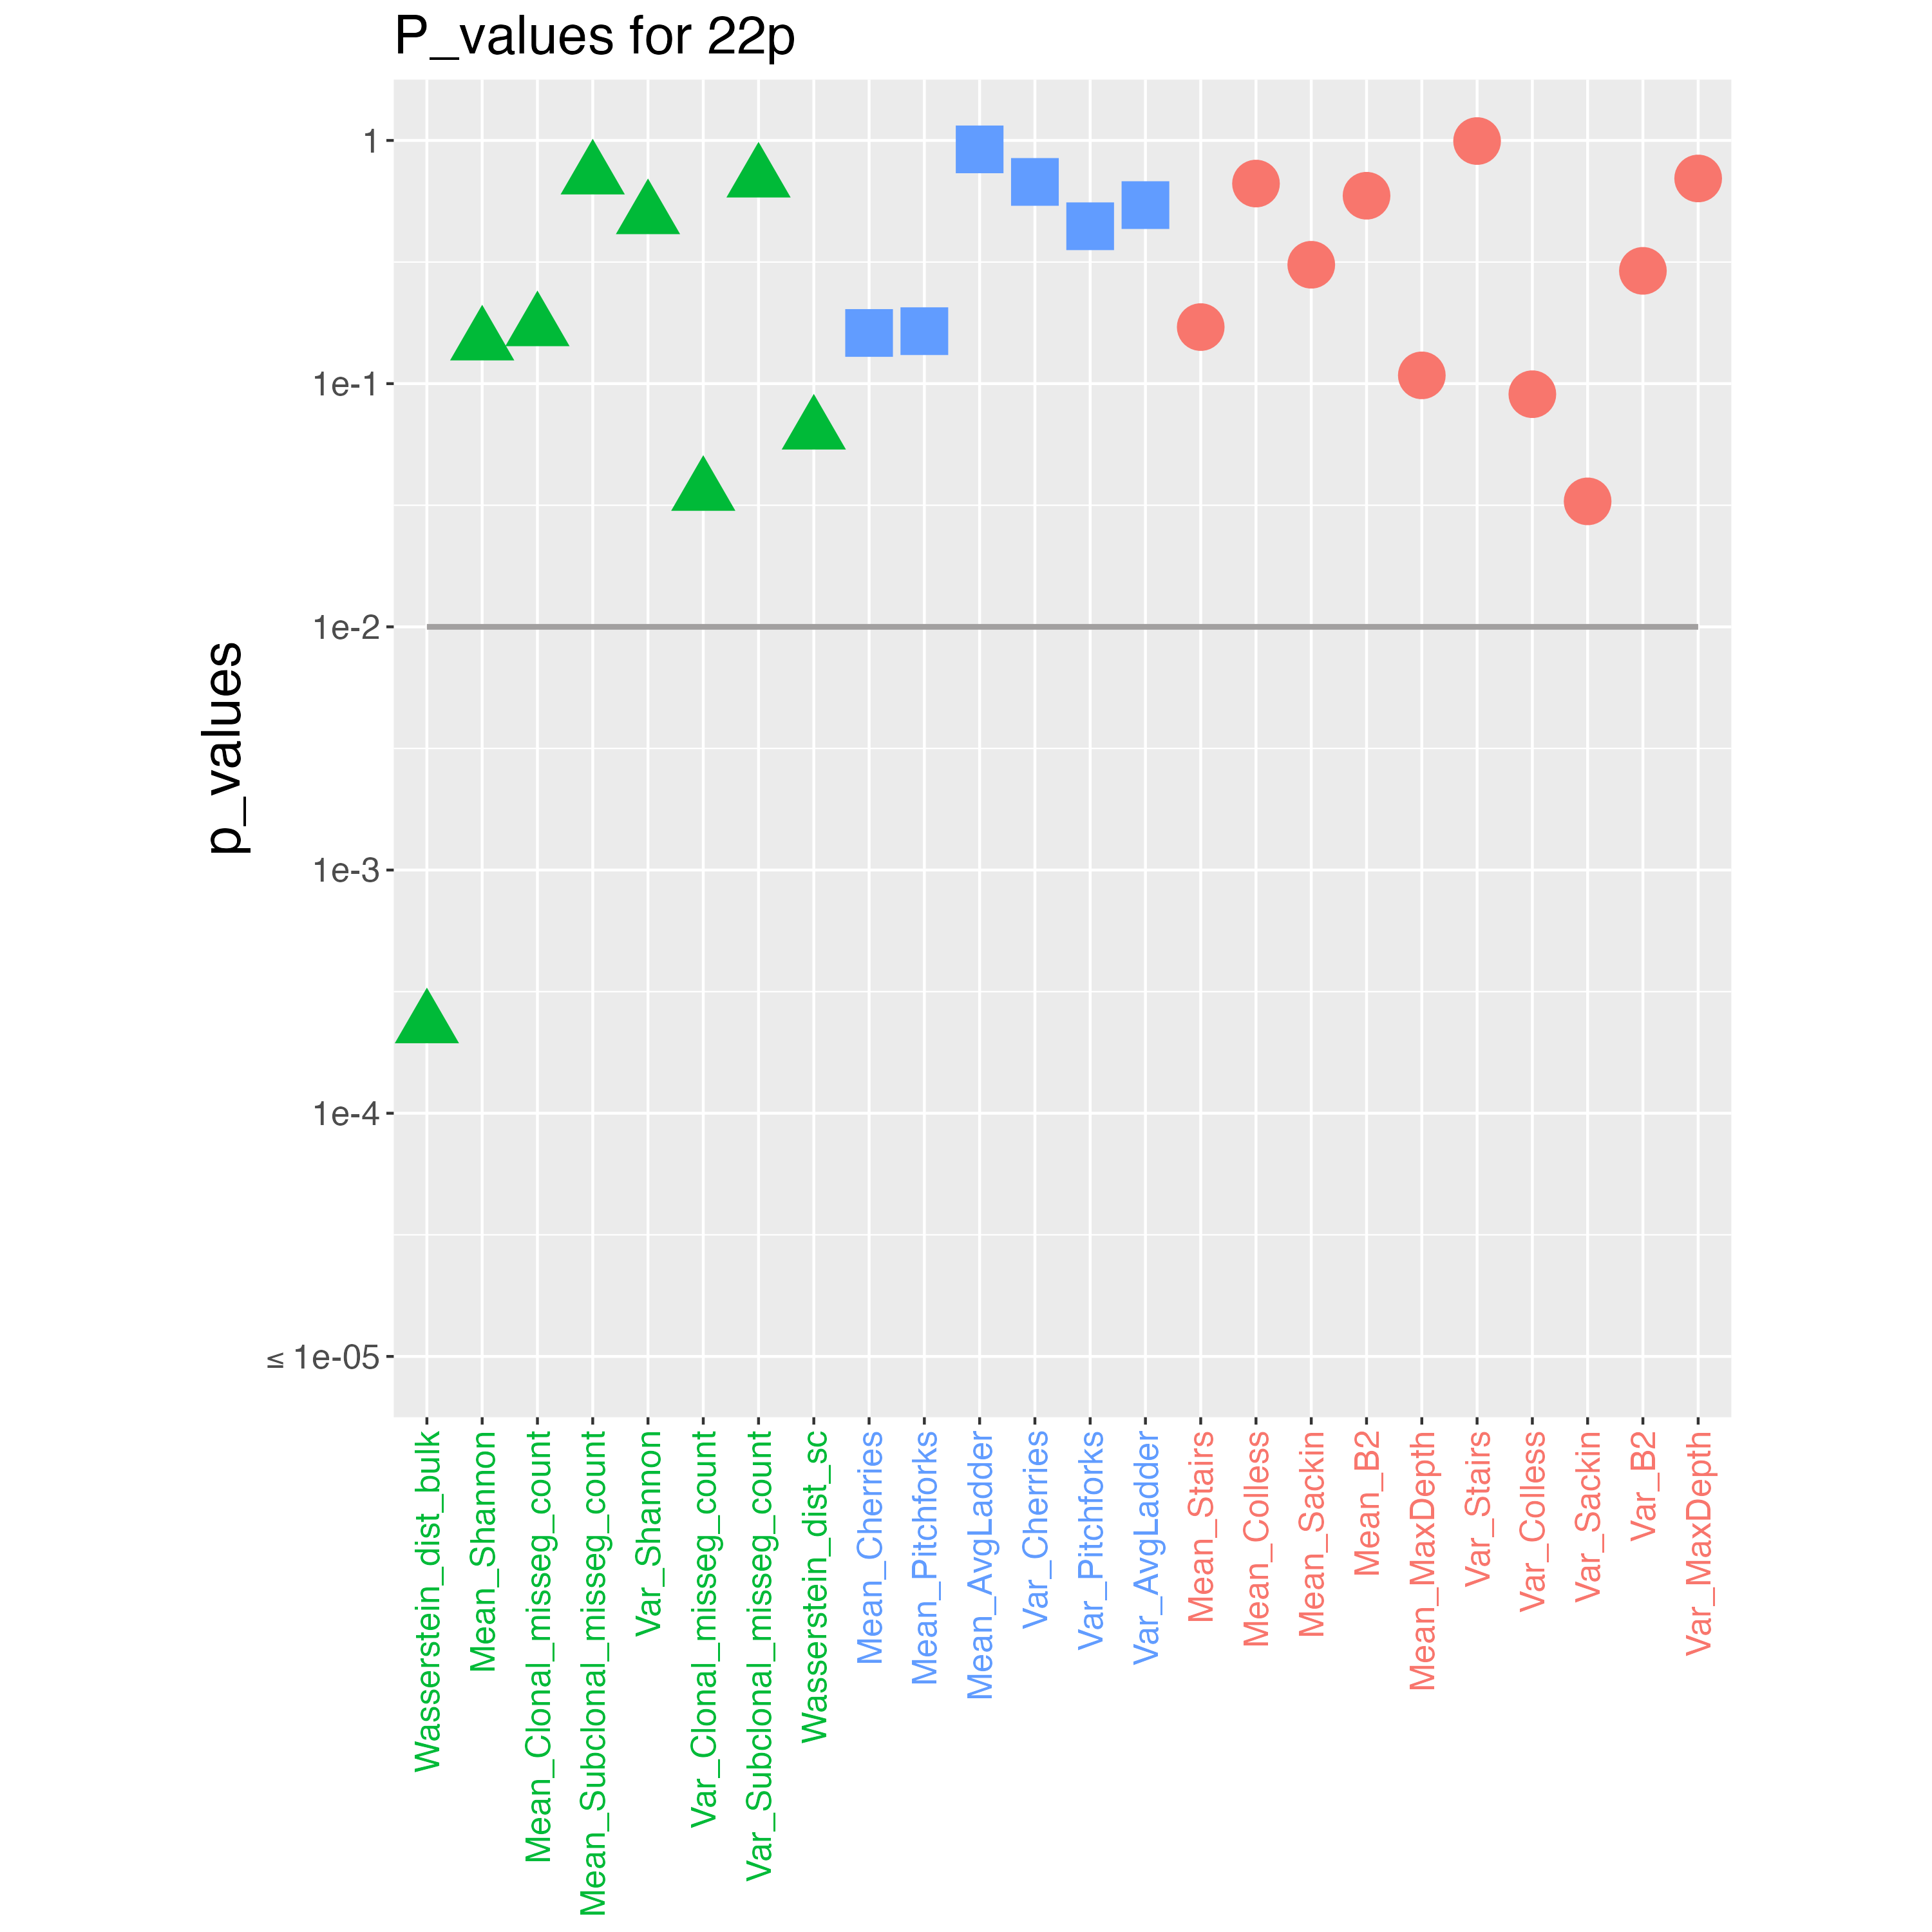 P_values for 22p
p_values
1
1e-1
1e-2
1e-3
1e-4
≤ 1e-05
Wasserstein_dist_bulk
Mean_Shannon
Mean_Clonal_misseg_count
Mean_Subclonal_misseg_count
Var_Shannon
Var_Clonal_misseg_count
Var_Subclonal_misseg_count
Wasserstein_dist_sc
Mean_Cherries
Mean_Pitchforks
Mean_AvgLadder
Var_Cherries
Var_Pitchforks
Var_AvgLadder
Mean_Stairs
Mean_Colless
Mean_Sackin
Mean_B2
Mean_MaxDepth
Var_Stairs
Var_Colless
Var_Sackin
Var_B2
Var_MaxDepth